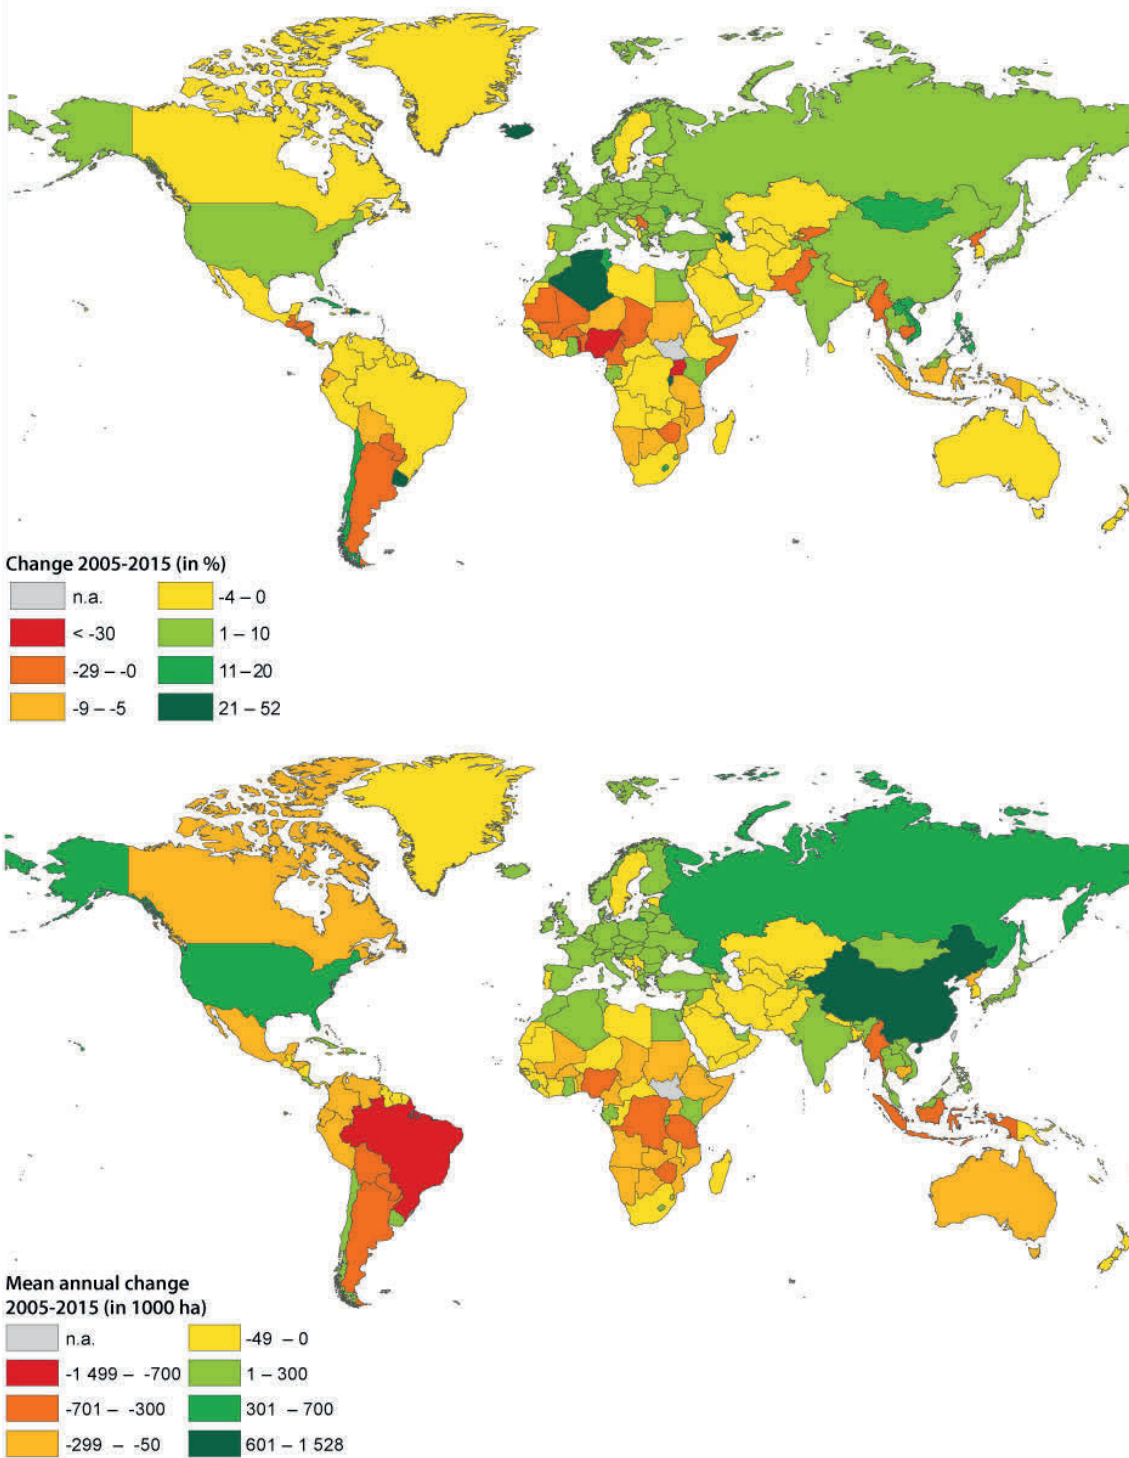 Change 2005-2015 (in %)
n.a.
-4 – 0
< -30
1 – 10
-29 – -0
11–20
-9 – -5
21 – 52
Mean annual change
2005-2015 (in 1000 ha)
n.a.
-49 – 0
-1 499 – -700
1 – 300
-701 – -300
301 – 700
-299 – -50
601 – 1 528